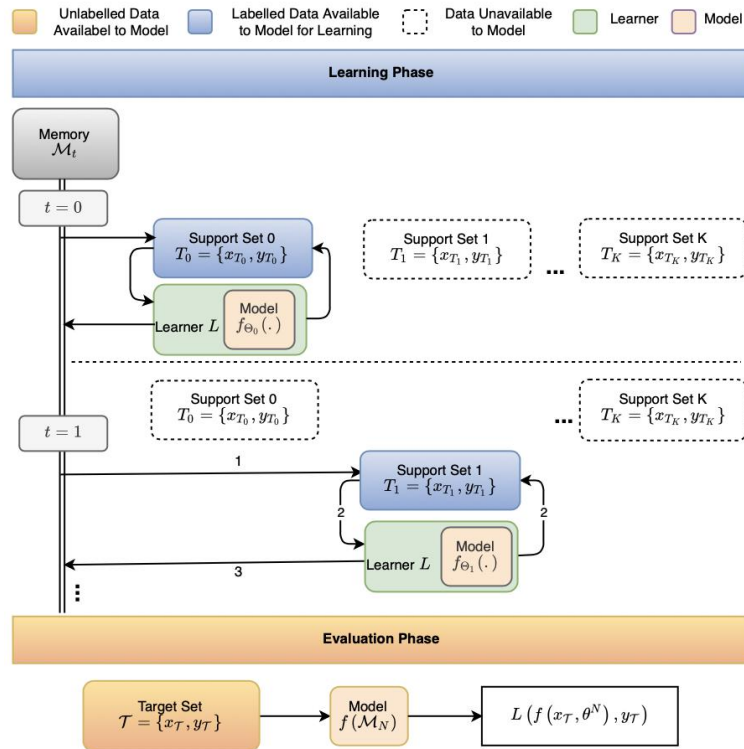 Unlabelled Data
Availabel to Model
Labelled Data Available
to Model for Learning
Data Unavailable
to Model
Learner
Model
Learning Phase
Memory
ℳ_t
t = 0
Support Set 0
T_0 = {x_{T_0}, y_{T_0}}
Support Set 1
T_1 = {x_{T_1}, y_{T_1}}
...
Support Set K
T_K = {x_{T_K}, y_{T_K}}
Learner L
Model
f_{Θ_0}(.)
Support Set 0
T_0 = {x_{T_0}, y_{T_0}}
...
Support Set K
T_K = {x_{T_K}, y_{T_K}}
t = 1
1
Support Set 1
T_1 = {x_{T_1}, y_{T_1}}
2
2
Learner L
Model
f_{Θ_1}(.)
3
...
Evaluation Phase
Target Set
𝒯 = {x_𝒯, y_𝒯}
Model
f(ℳ_N)
L (f (x_𝒯, θ^N), y_𝒯)